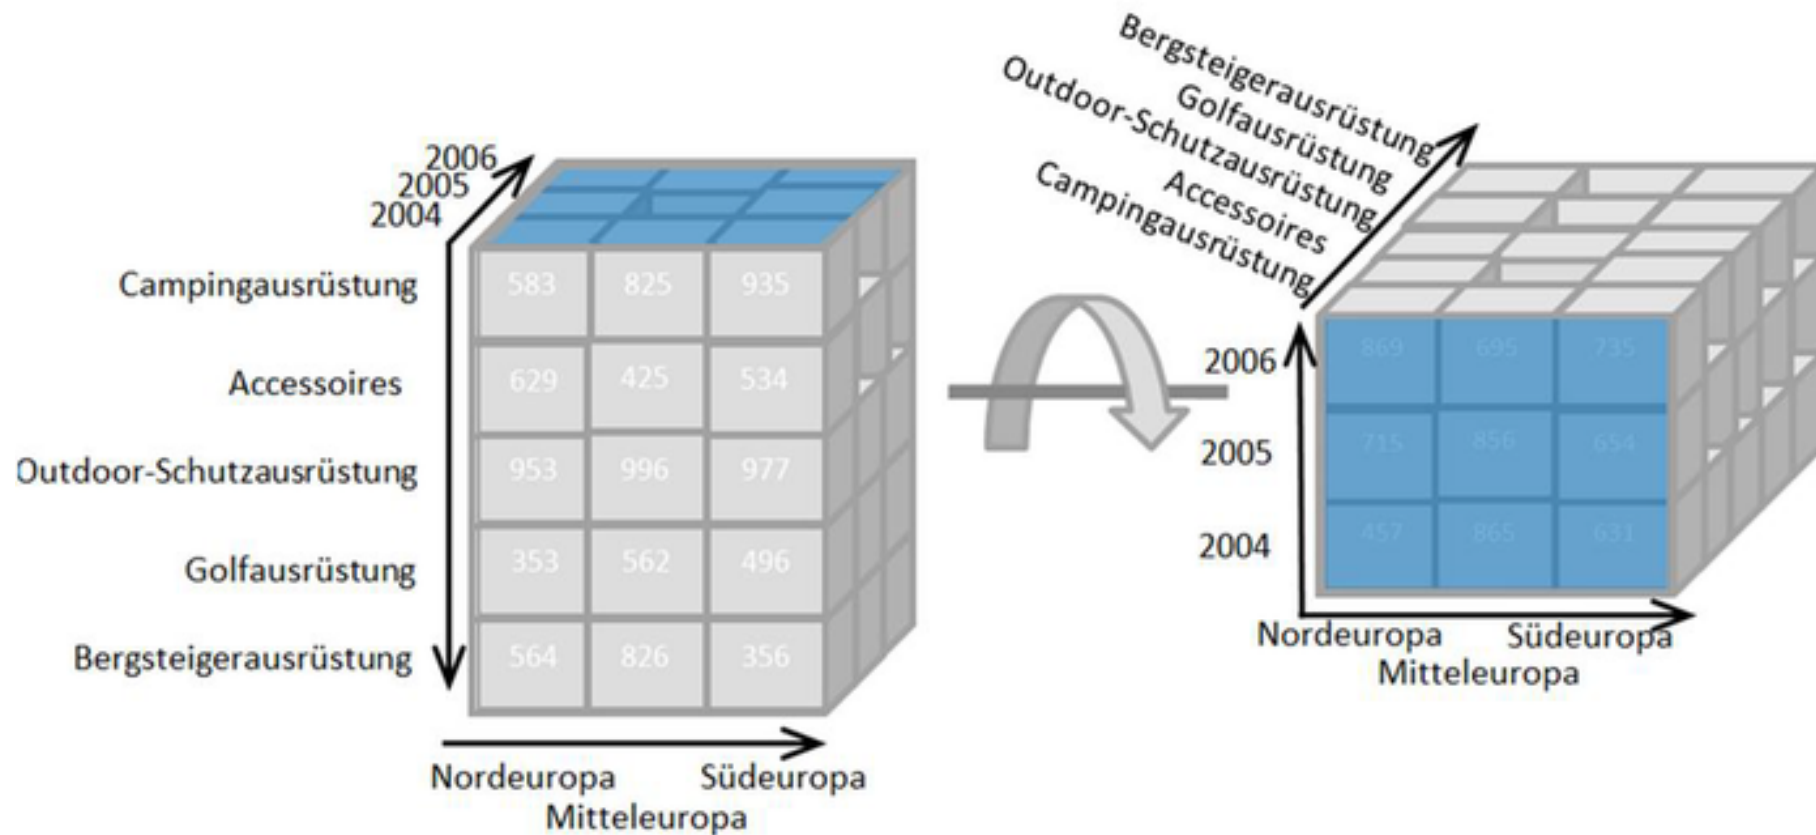 2006
2005
2004
Campingausrüstung
583 825 935
Accessoires
629 425 534
Outdoor-Schutzausrüstung
953 996 977
Golfausrüstung
353 562 496
Bergsteigerausrüstung
564 826 356
Nordeuropa Südeuropa
Mitteleuropa
Bergsteigerausrüstung
Golfausrüstung
Outdoor-Schutzausrüstung
Accessoires
Campingausrüstung
2006
869 695 735
2005
715 856 654
2004
457 865 631
Nordeuropa Südeuropa
Mitteleuropa